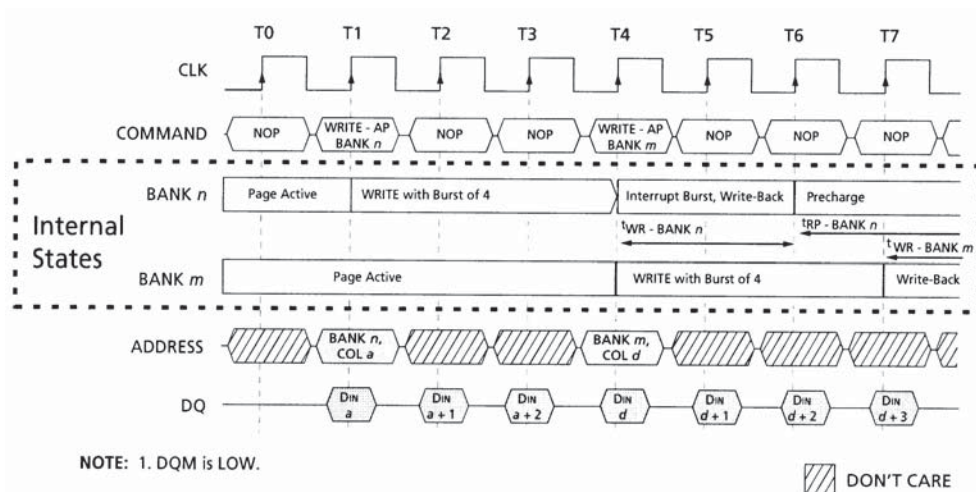 T0 T1 T2 T3 T4 T5 T6 T7
CLK
COMMAND NOP WRITE - AP BANK n NOP NOP WRITE - AP BANK m NOP NOP NOP
Internal States
BANK n Page Active WRITE with Burst of 4 Interrupt Burst, Write-Back Precharge
tWR - BANK n tRP - BANK n
tWR - BANK m
BANK m Page Active WRITE with Burst of 4 Write-Back
ADDRESS BANK n, COL a BANK m, COL d
DQ DIN a DIN a + 1 DIN a + 2 DIN d DIN d + 1 DIN d + 2 DIN d + 3
NOTE: 1. DQM is LOW.
DON'T CARE